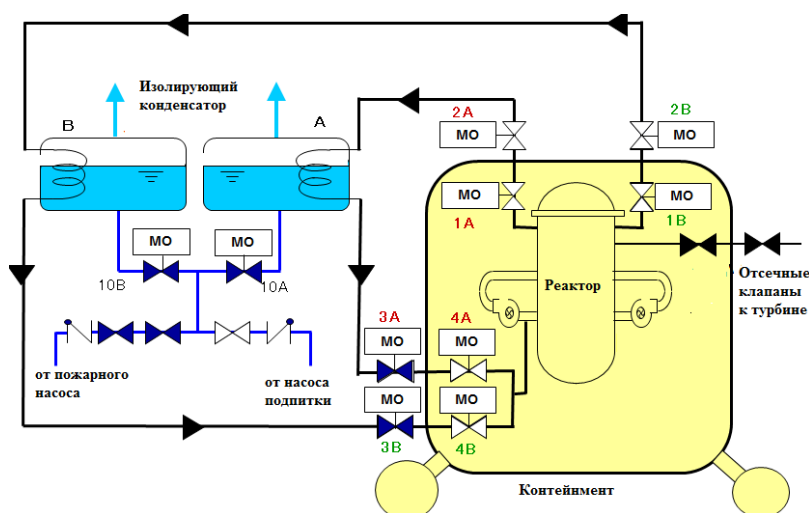 Изолирующий
конденсатор
B
A
2A
2B
MO
MO
MO
MO
1A
1B
MO
MO
10B
10A
Реактор
Отсечные
клапаны
к турбине
3A
4A
MO
MO
от пожарного
насоса
от насоса
подпитки
MO
MO
3B
4B
Контейнмент